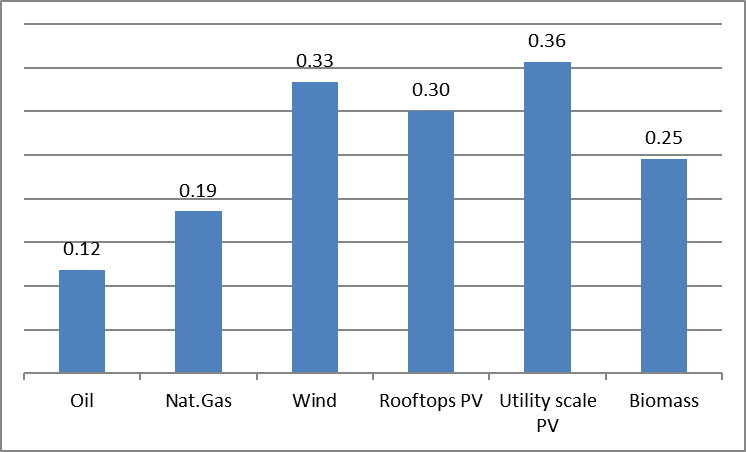 0.36
0.33
0.30
0.25
0.19
0.12
Oil
Nat.Gas
Wind
Rooftops PV
Utility scale
PV
Biomass